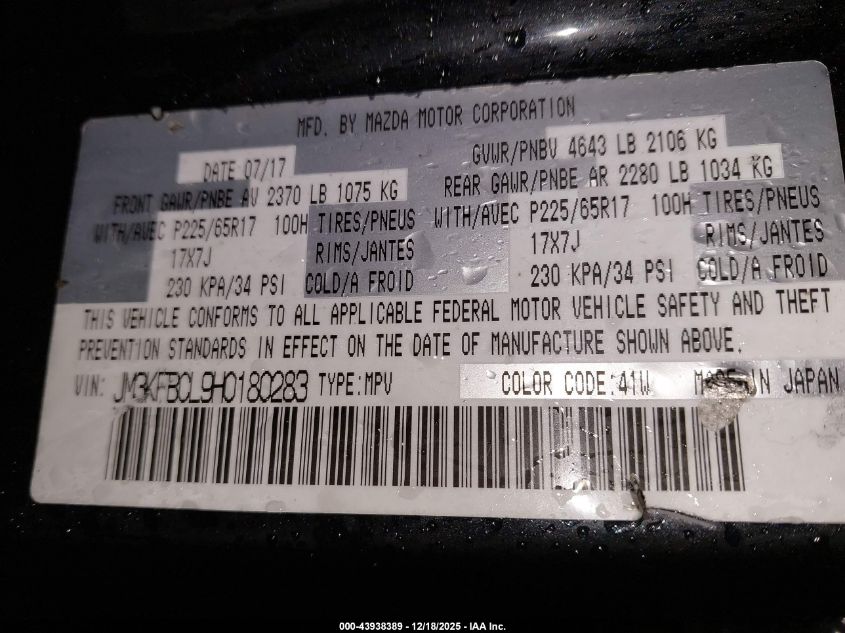 MFD. BY MAZDA MOTOR CORPORATION
DATE 07/17 GVWR/PNBV 4643 LB 2106 KG
FRONT GAWR/PNBE AV 2370 LB 1075 KG REAR GAWR/PNBE AR 2280 LB 1034 KG
WITH/AVEC P225/65R17 100H TIRES/PNEUS WITH/AVEC P225/65R17 100H TIRES/PNEUS
17X7J RIMS/JANTES 17X7J RIMS/JANTES
230 KPA/34 PSI COLD/A FROID 230 KPA/34 PSI COLD/A FROID
THIS VEHICLE CONFORMS TO ALL APPLICABLE FEDERAL MOTOR VEHICLE SAFETY AND THEFT
PREVENTION STANDARDS IN EFFECT ON THE DATE OF MANUFACTURE SHOWN ABOVE.
VIN: JM3KFBCL9H0180283 TYPE:MPV COLOR CODE:41W MADE IN JAPAN
000-43938389 - 12/18/2025 - IAA Inc.